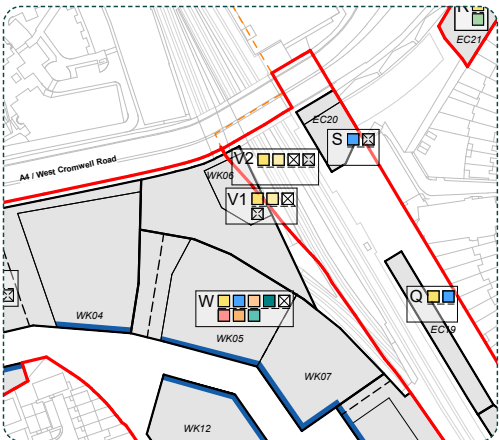 EC21
EC20
S
A4 / West Cromwell Road
V2
WK06
V1
Q
EC19
W
WK04
WK05
WK07
WK12